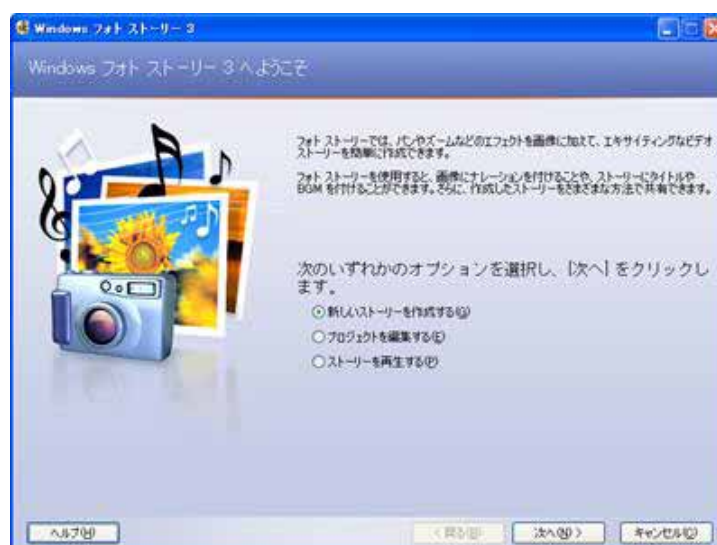 Windows フォト ストーリー 3
Windows フォト ストーリー 3 へようこそ
フォト ストーリーでは、パンやズームなどのエフェクトを画像に加えて、エキサイティングなビデオ
ストーリーを簡単に作成できます。
フォト ストーリーを使用すると、画像にナレーションを付けることや、ストーリーにタイトルや
BGM を付けることができます。さらに、作成したストーリーをさまざまな方法で共有できます。
次のいずれかのオプションを選択し、[次へ] をクリックし
ます。
新しいストーリーを作成する(G)
プロジェクトを編集する(E)
ストーリーを再生する(P)
ヘルプ(H)
< 戻る(B)
次へ(N) >
キャンセル(C)